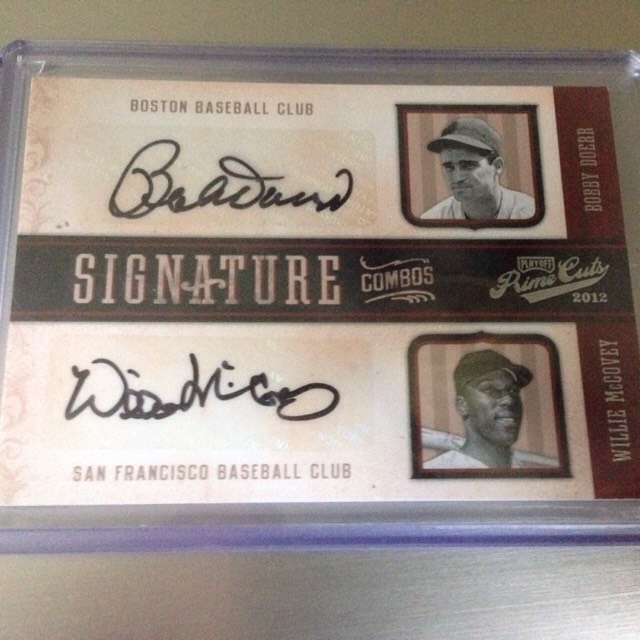 BOSTON BASEBALL CLUB
BOBBY DOERR
SIGNATURE
COMBOS
PLAYOFF
Prime Cuts
2012
WILLIE McCOVEY
SAN FRANCISCO BASEBALL CLUB